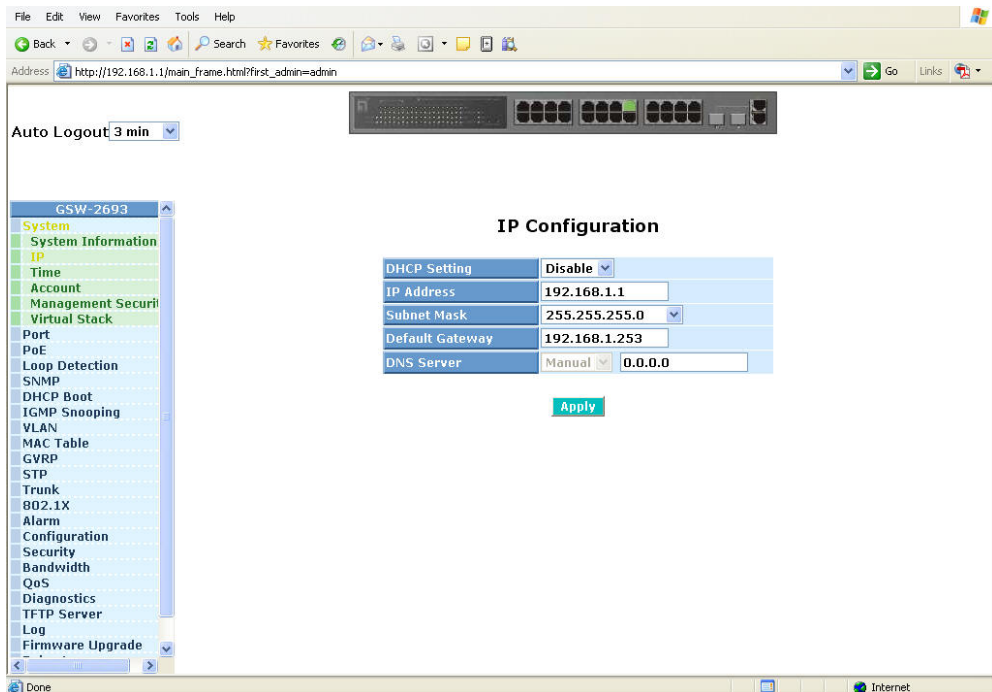 File Edit View Favorites Tools Help
Back Search Favorites
Address http://192.168.1.1/main_frame.html?first_admin=admin Go Links
Auto Logout 3 min
GSW-2693
System
System Information
IP
Time
Account
Management Securit
Virtual Stack
Port
PoE
Loop Detection
SNMP
DHCP Boot
IGMP Snooping
VLAN
MAC Table
GVRP
STP
Trunk
802.1X
Alarm
Configuration
Security
Bandwidth
QoS
Diagnostics
TFTP Server
Log
Firmware Upgrade
IP Configuration
DHCP Setting Disable
IP Address 192.168.1.1
Subnet Mask 255.255.255.0
Default Gateway 192.168.1.253
DNS Server Manual 0.0.0.0
Apply
Done Internet